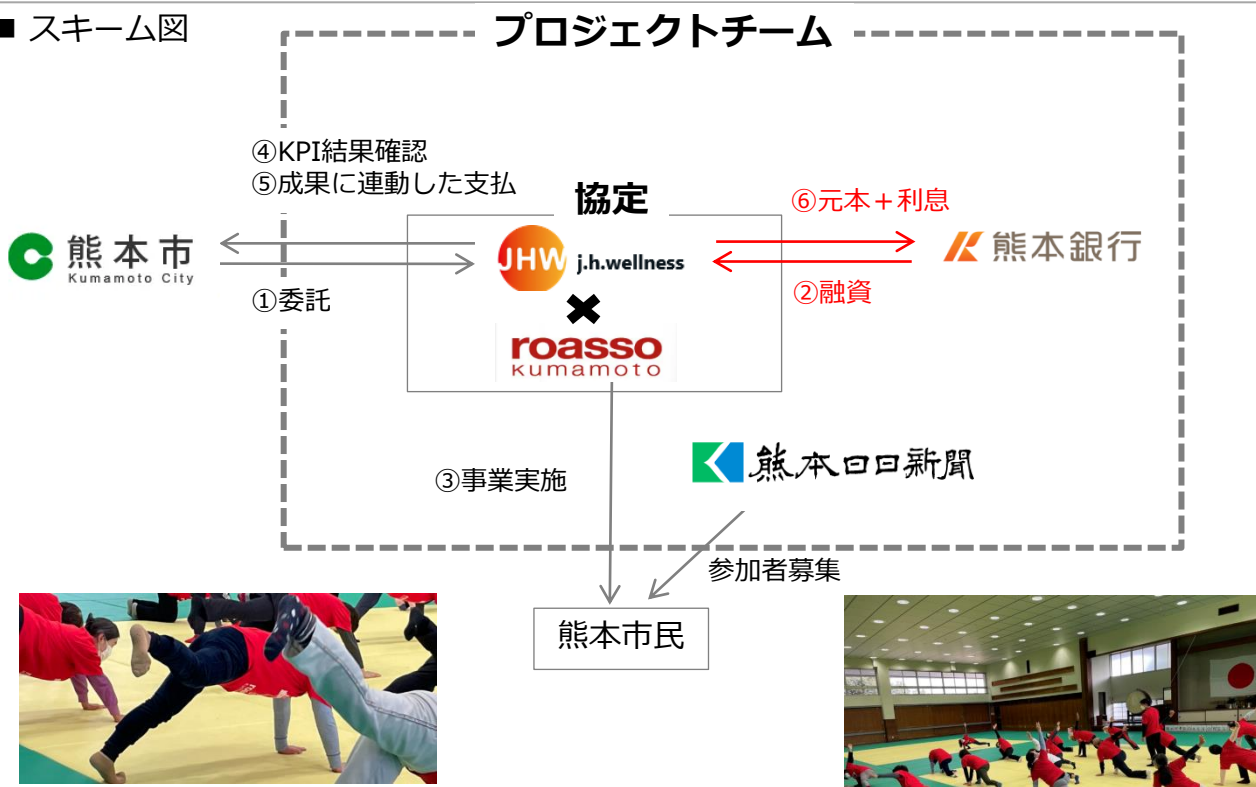 ■ スキーム図
プロジェクトチーム
④KPI結果確認
⑤成果に連動した支払
協定
⑥元本＋利息
熊本市
Kumamoto City
JHW j.h.wellness
熊本銀行
①委託
②融資
roasso
kumamoto
熊本日日新聞
③事業実施
参加者募集
熊本市民